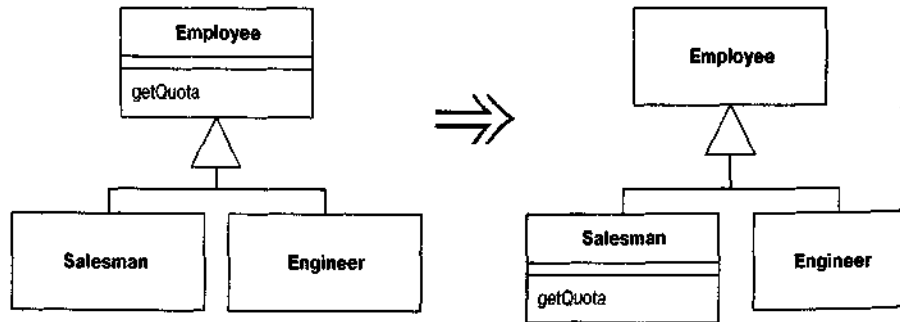 Employee
getQuota
Salesman
Engineer
Employee
Salesman
getQuota
Engineer